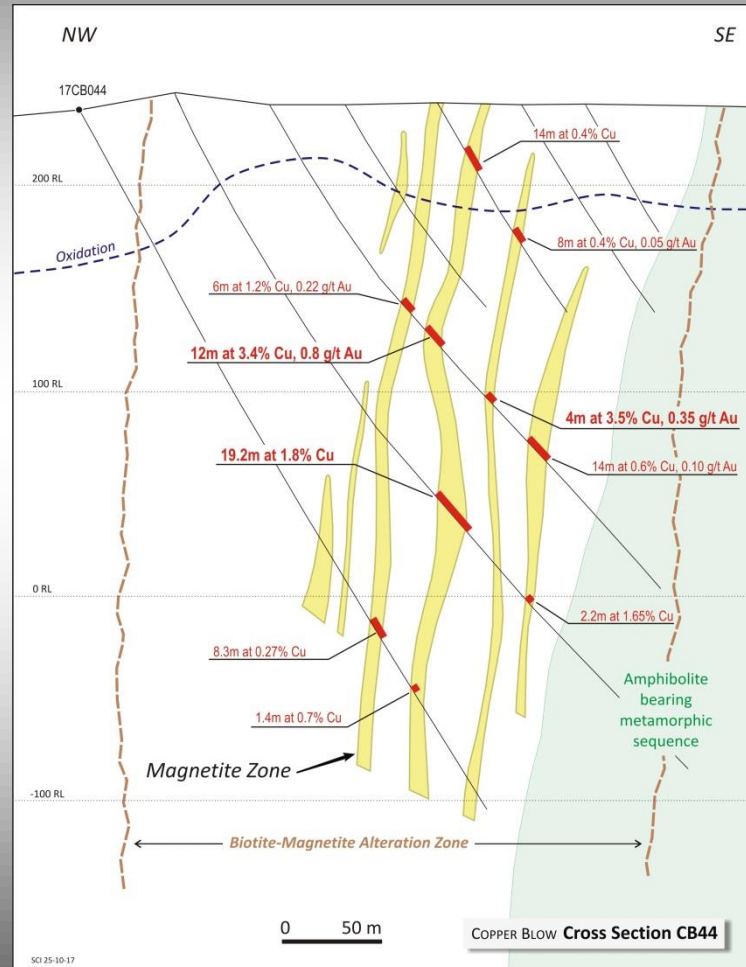 NW
SE
17CB044
14m at 0.4% Cu
200 RL
8m at 0.4% Cu, 0.05g/t Au
Oxidation
6m at 1.2% Cu, 0.22 g/t Au
12m at 3.4% Cu, 0.8 g/t Au
100 RL
4m at 3.5% Cu, 0.35 g/t Au
19.2m at 1.8% Cu
14m at 0.6% Cu, 0.10g/t Au
0 RL
2.2m at 1.65% Cu
8.3m at 0.27% Cu
Amphibolite
bearing
metamorphic
sequence
1.4m at 0.7% Cu
Magnetite Zone
-100 RL
Biotite-Magnetite Alteration Zone
0 50 m
COPPER BLOW Cross Section CB44
SCI 25-10-17